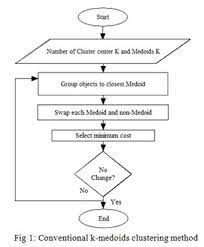 Start
Number of Cluster center K and Medoids K
Group objects to closest Medoid
Swap each Medoid and non-Medoid
Select minimum cost
No
Change?
No
Yes
End
Fig 1: Conventional k-medoids clustering method